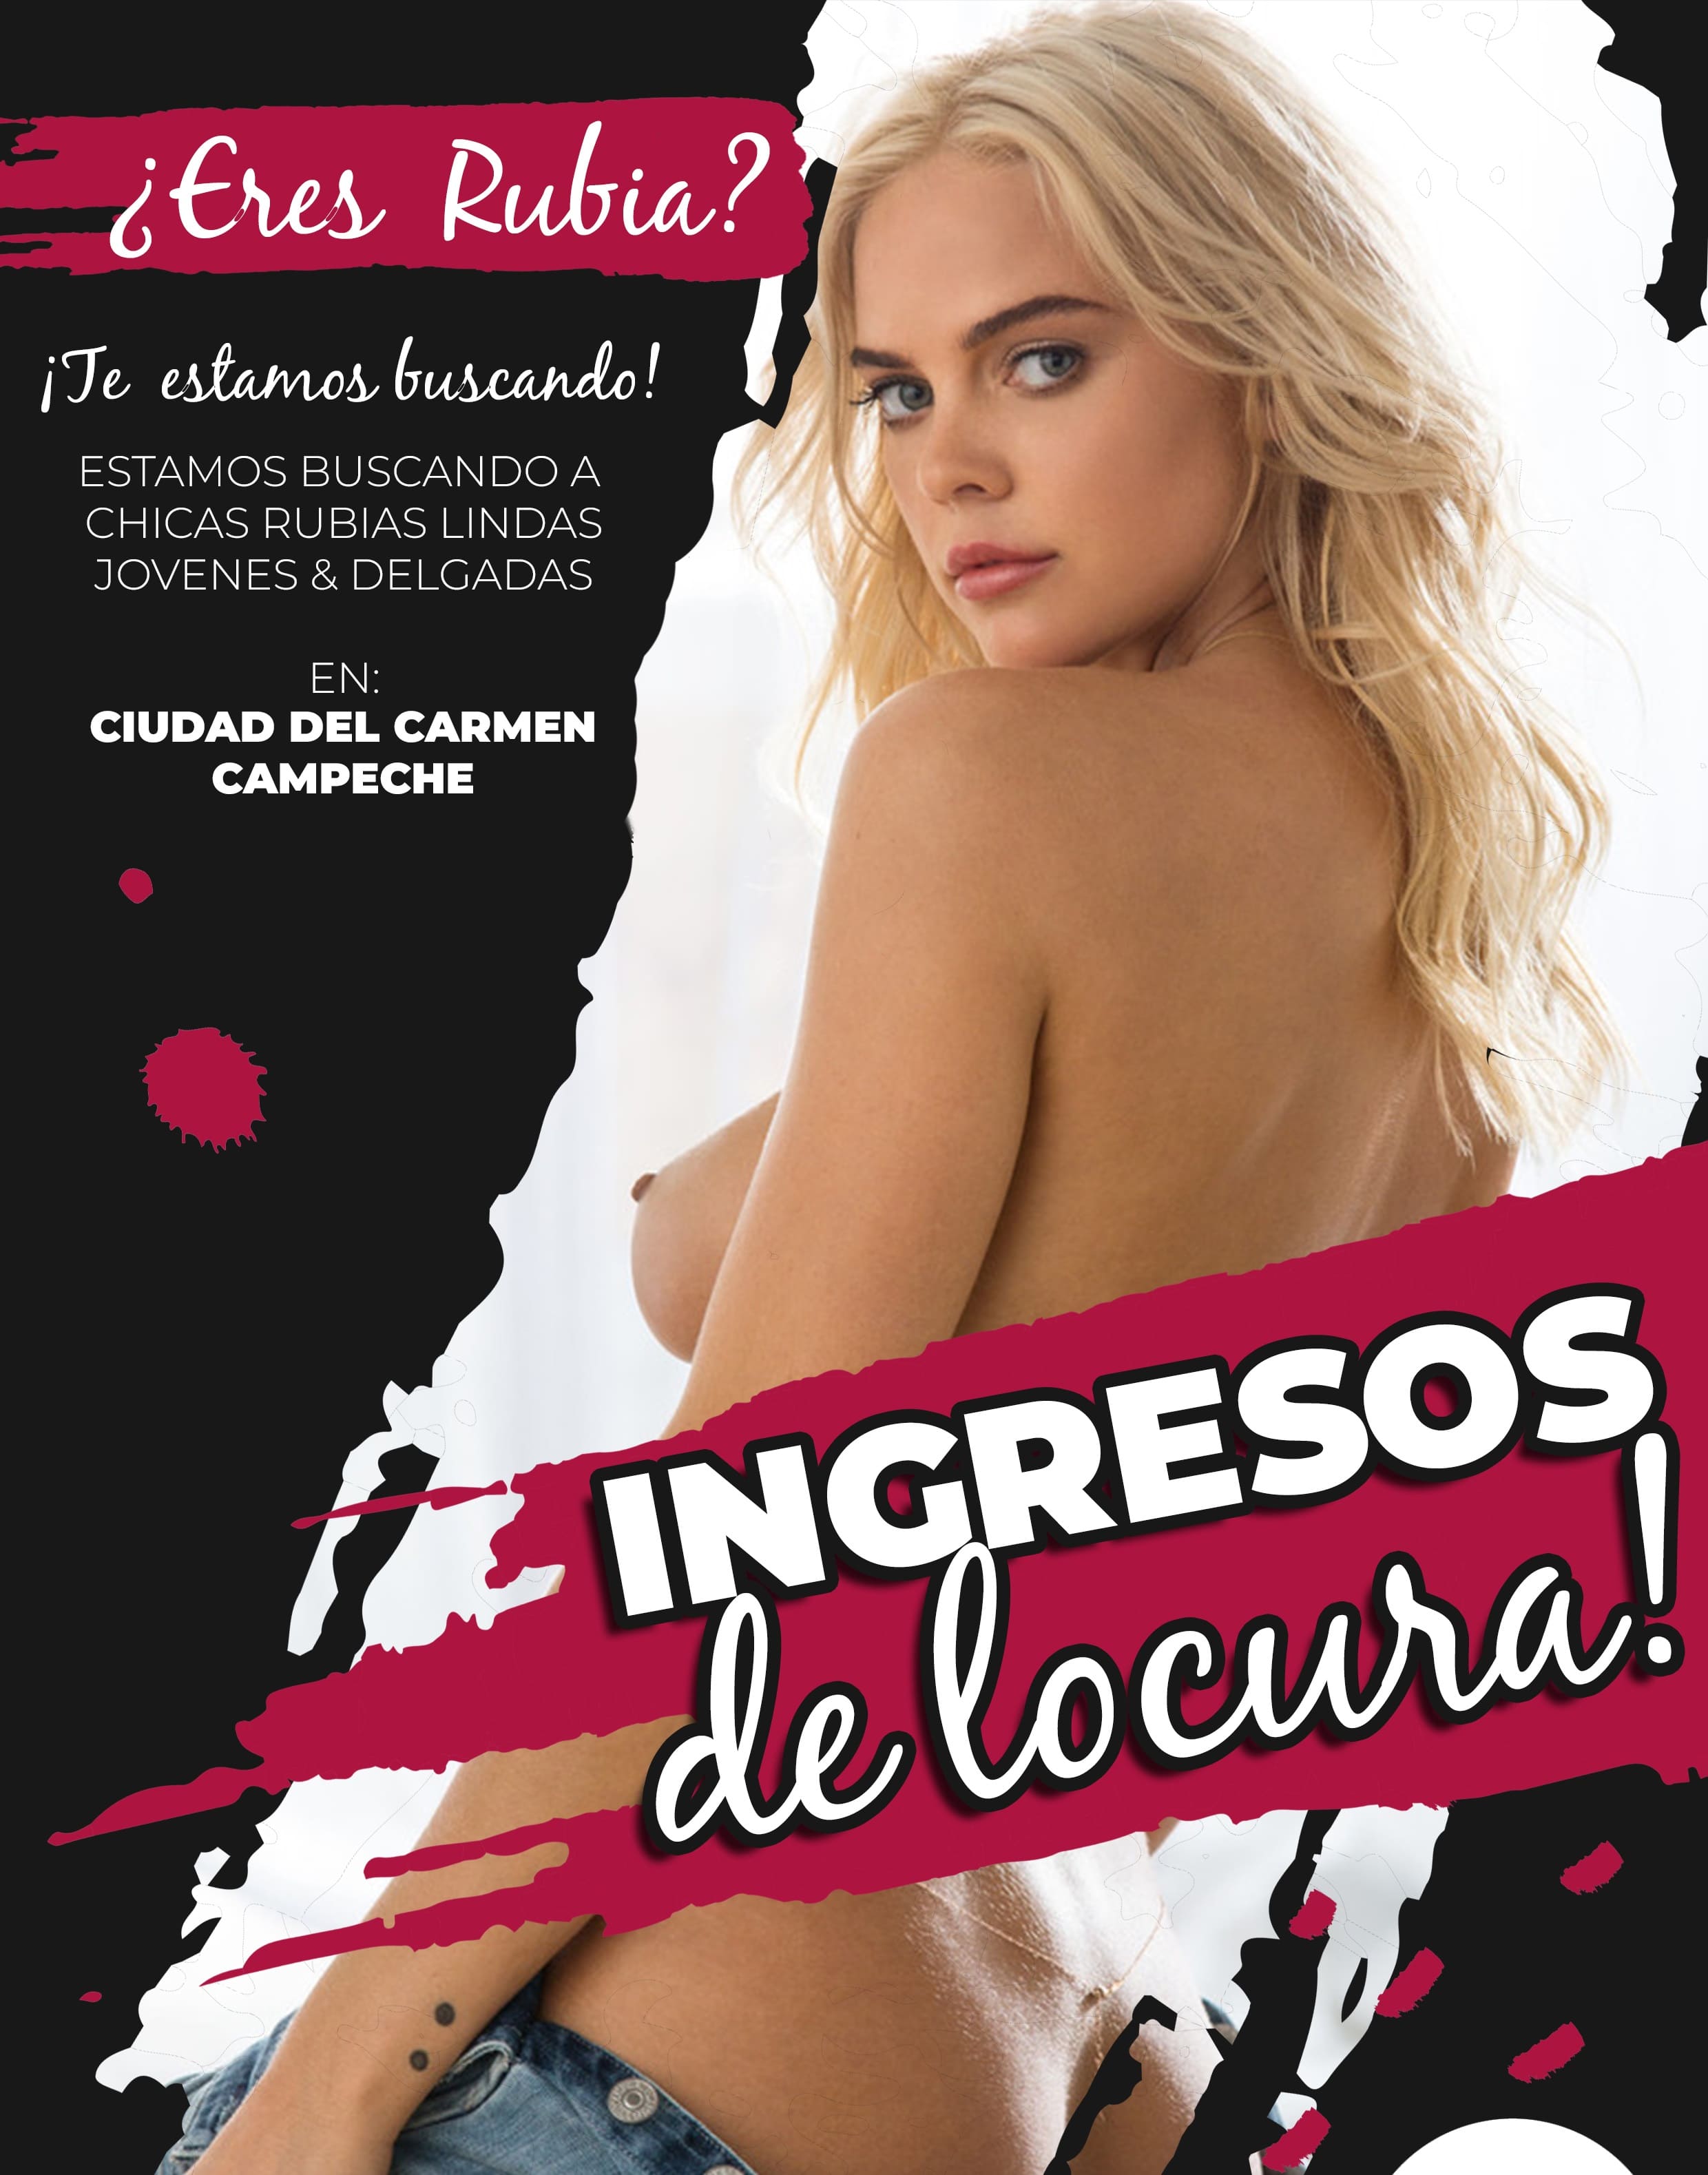 ¿Eres Rubia?
¡Te estamos buscando!
ESTAMOS BUSCANDO A
CHICAS RUBIAS LINDAS
JOVENES & DELGADAS
EN:
CIUDAD DEL CARMEN
CAMPECHE
INGRESOS
de locura!